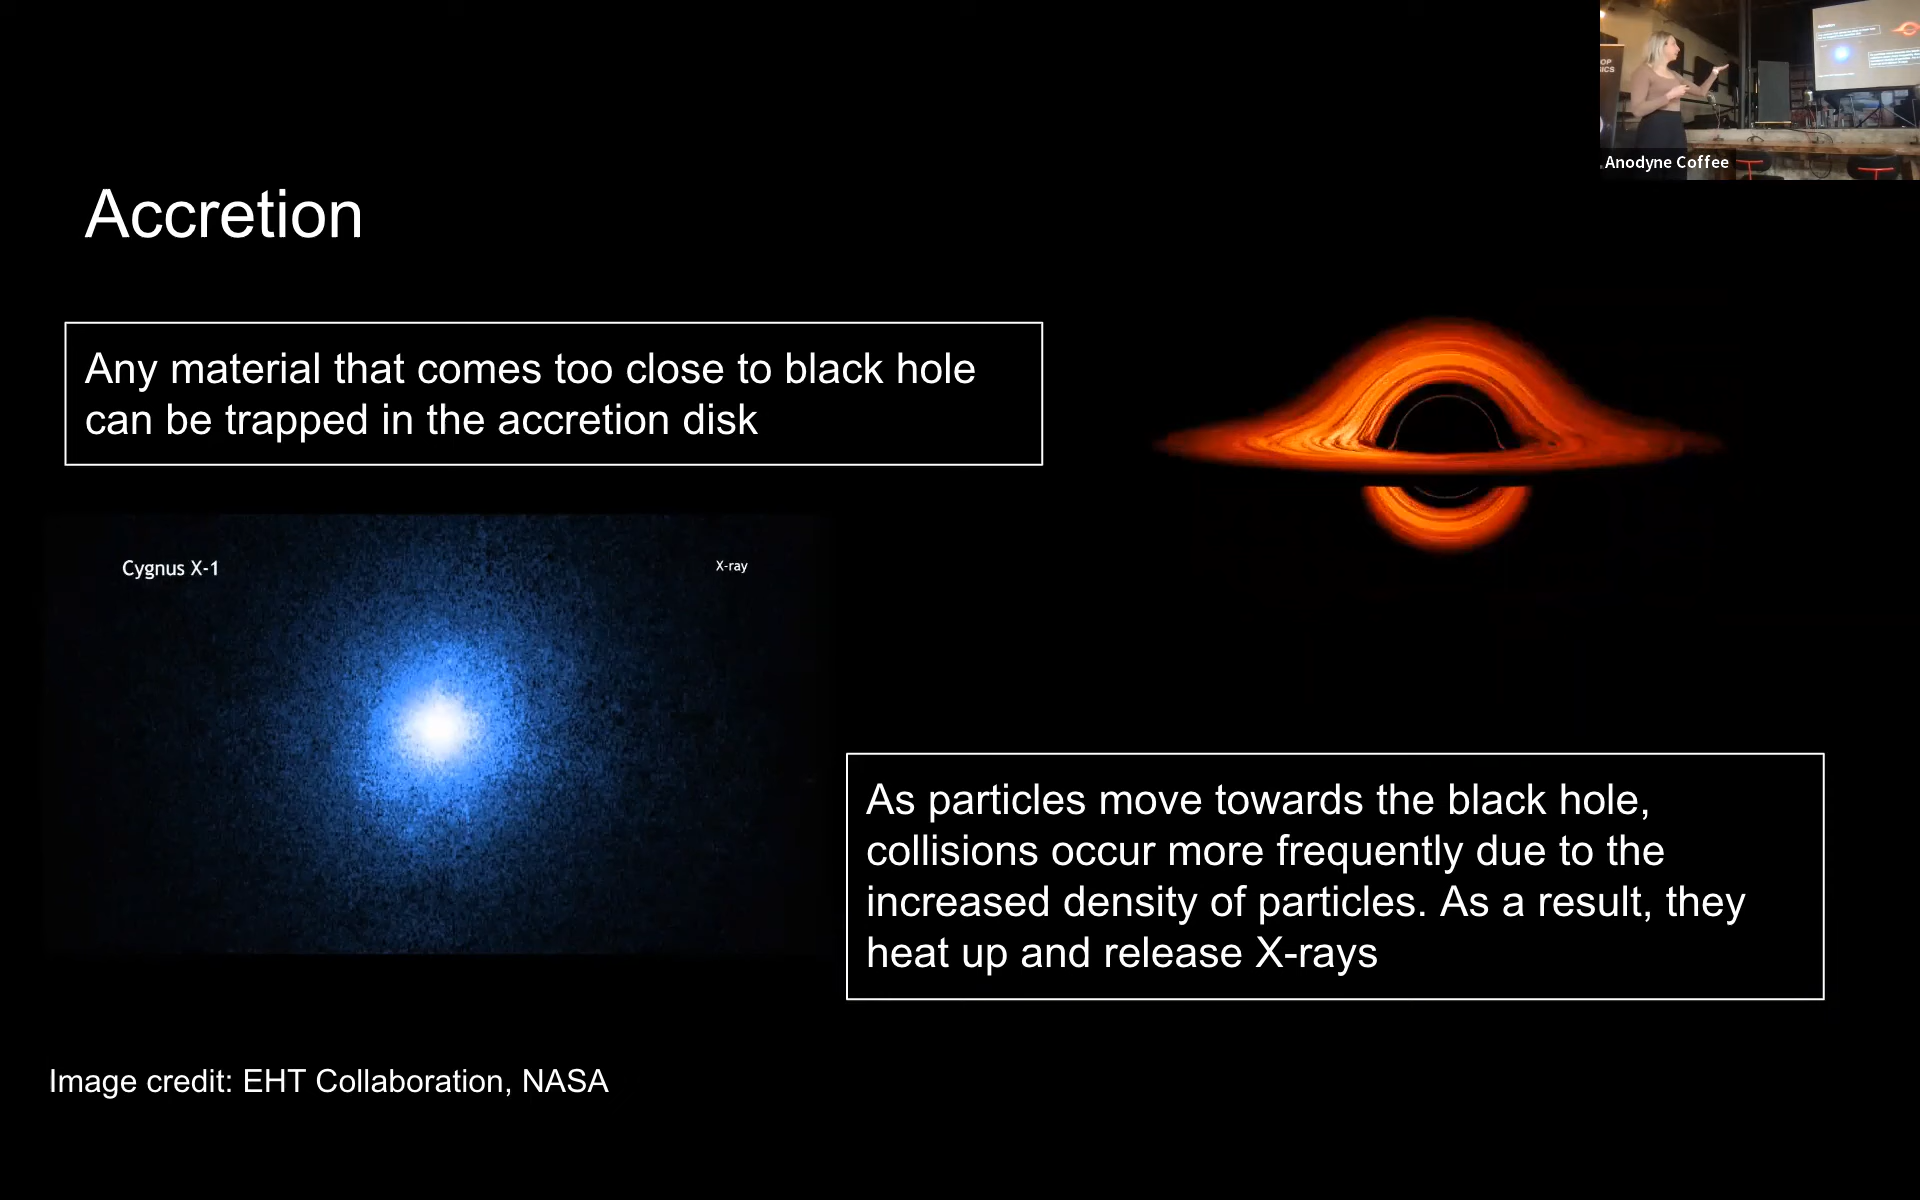 Anodyne Coffee
Accretion
Any material that comes too close to black hole
can be trapped in the accretion disk
Cygnus X-1
X-ray
As particles move towards the black hole,
collisions occur more frequently due to the
increased density of particles. As a result, they
heat up and release X-rays
Image credit: EHT Collaboration, NASA